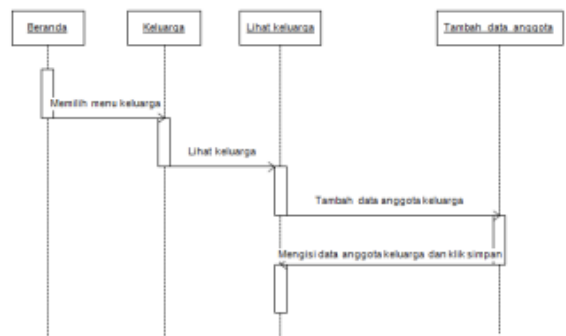 Beranda
Keluarga
Lihat keluarga
Tambah data anggota
Memilih menu keluarga
Lihat keluarga
Tambah data anggota keluarga
Mengisi data anggota keluarga dan klik simpan